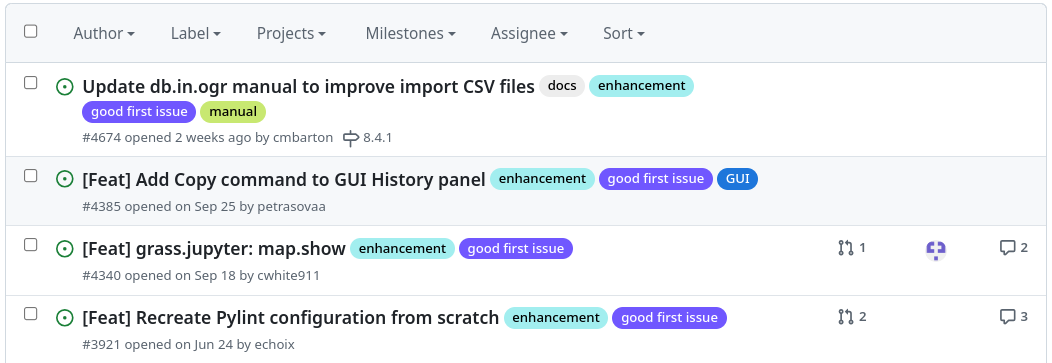 Author Label Projects Milestones Assignee Sort
Update db.in.ogr manual to improve import CSV files docs enhancement
good first issue manual
#4674 opened 2 weeks ago by cmbarton 8.4.1
[Feat] Add Copy command to GUI History panel enhancement good first issue GUI
#4385 opened on Sep 25 by petrasovaa
[Feat] grass.jupyter: map.show enhancement good first issue 1 2
#4340 opened on Sep 18 by cwhite911
[Feat] Recreate Pylint configuration from scratch enhancement good first issue 2 3
#3921 opened on Jun 24 by echoix